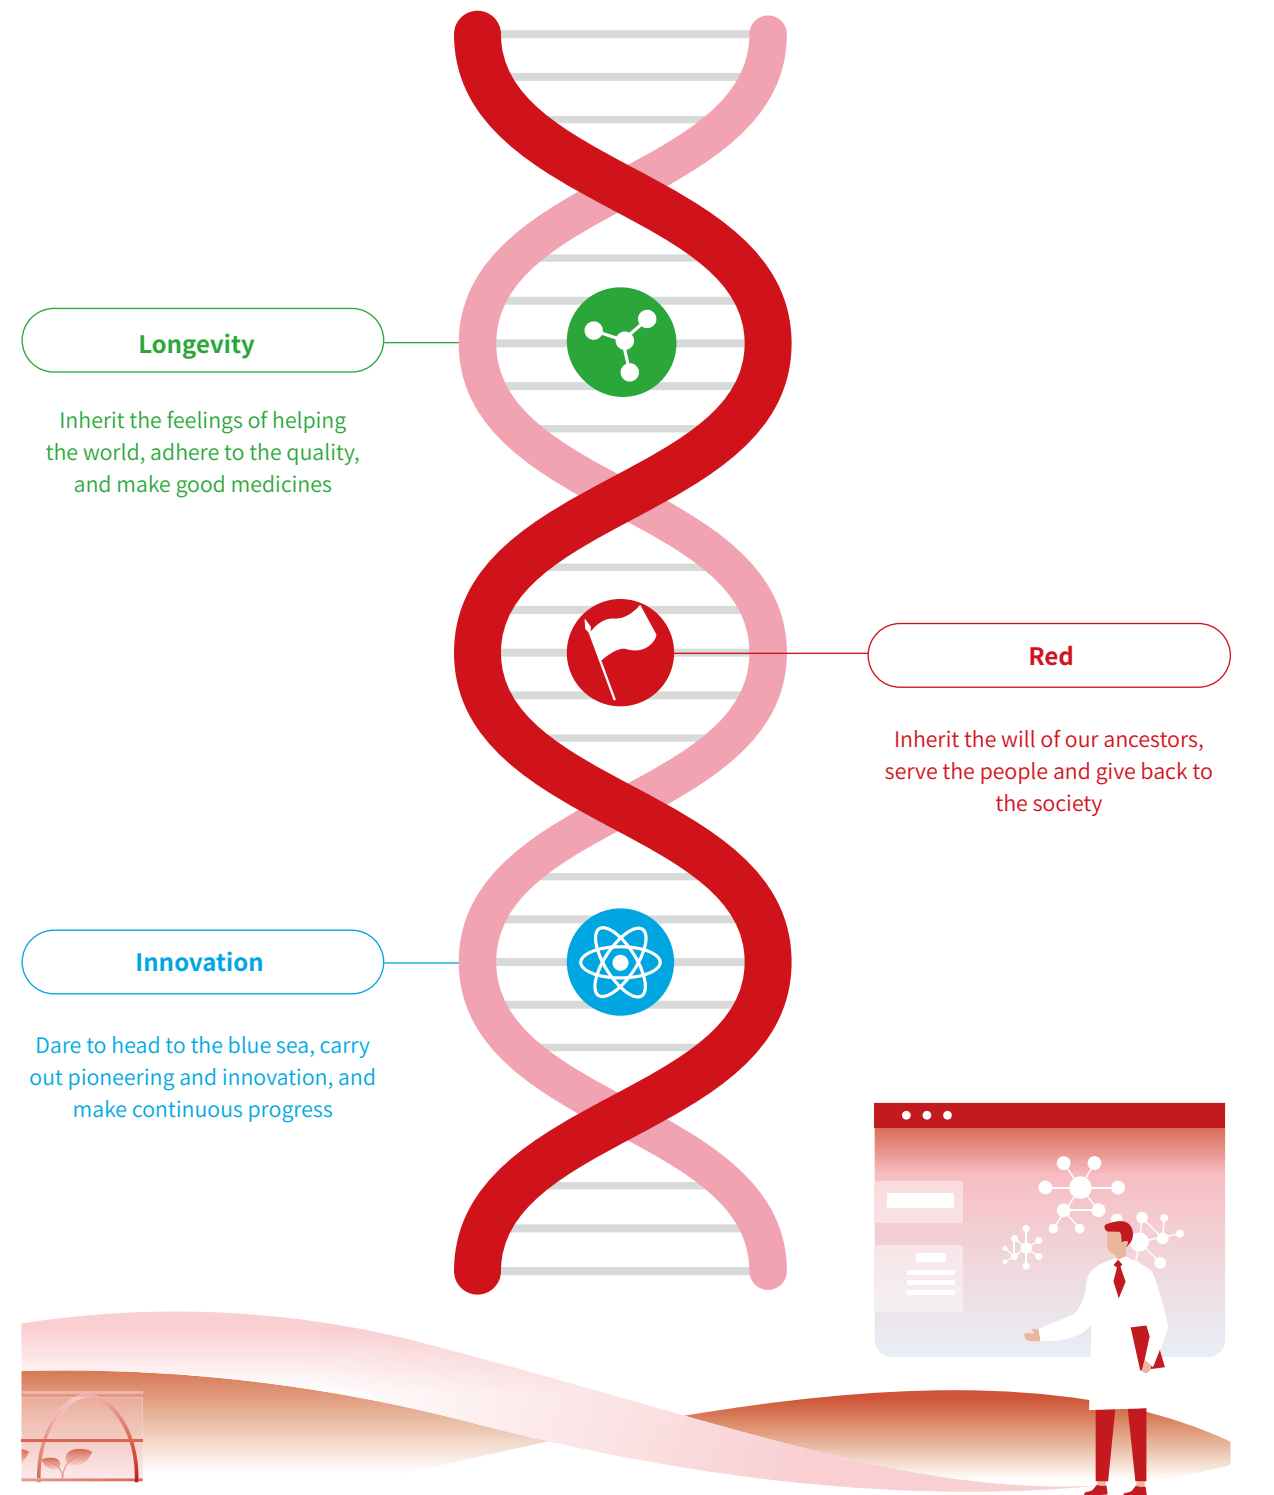 Longevity
Inherit the feelings of helping
the world, adhere to the quality,
and make good medicines
Red
Inherit the will of our ancestors,
serve the people and give back to
the society
Innovation
Dare to head to the blue sea, carry
out pioneering and innovation, and
make continuous progress